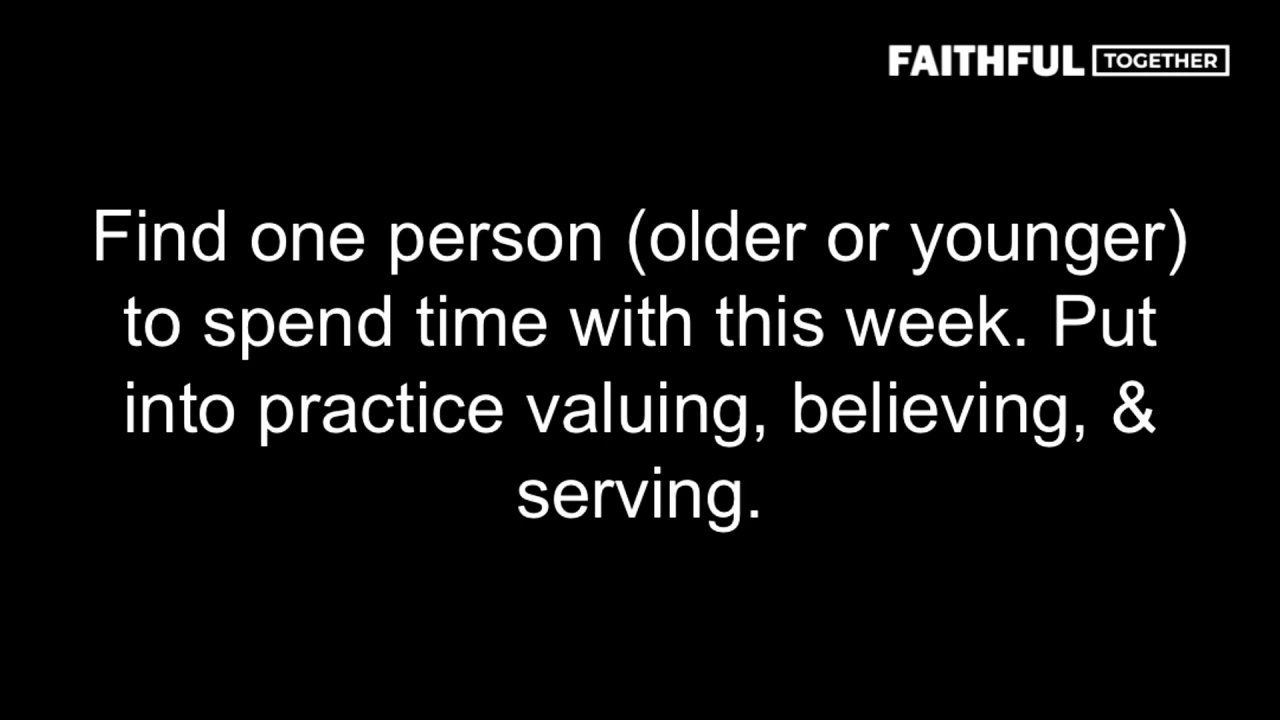 FAITHFUL TOGETHER
Find one person (older or younger)
to spend time with this week. Put
into practice valuing, believing, &
serving.